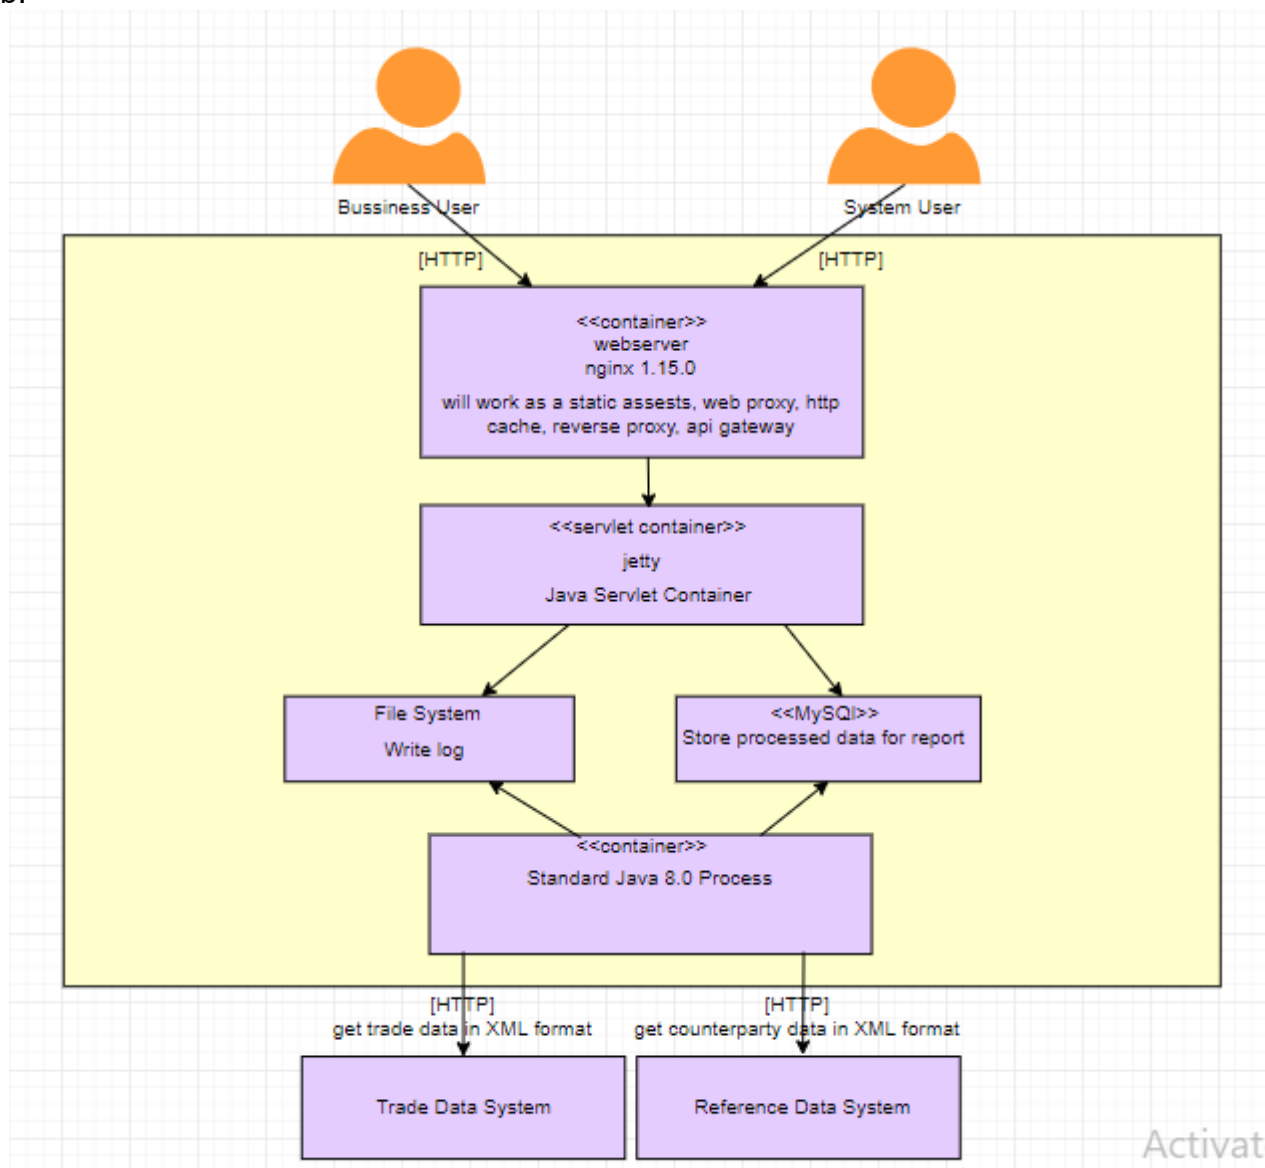 b.
Bussiness User
System User
[HTTP]
[HTTP]
<<container>>
webserver
nginx 1.15.0
will work as a static assests, web proxy, http
cache, reverse proxy, api gateway
<<servlet container>>
jetty
Java Servlet Container
File System
Write log
<<MySQl>>
Store processed data for report
<<container>>
Standard Java 8.0 Process
[HTTP]
get trade data in XML format
[HTTP]
get counterparty data in XML format
Trade Data System
Reference Data System
Activat